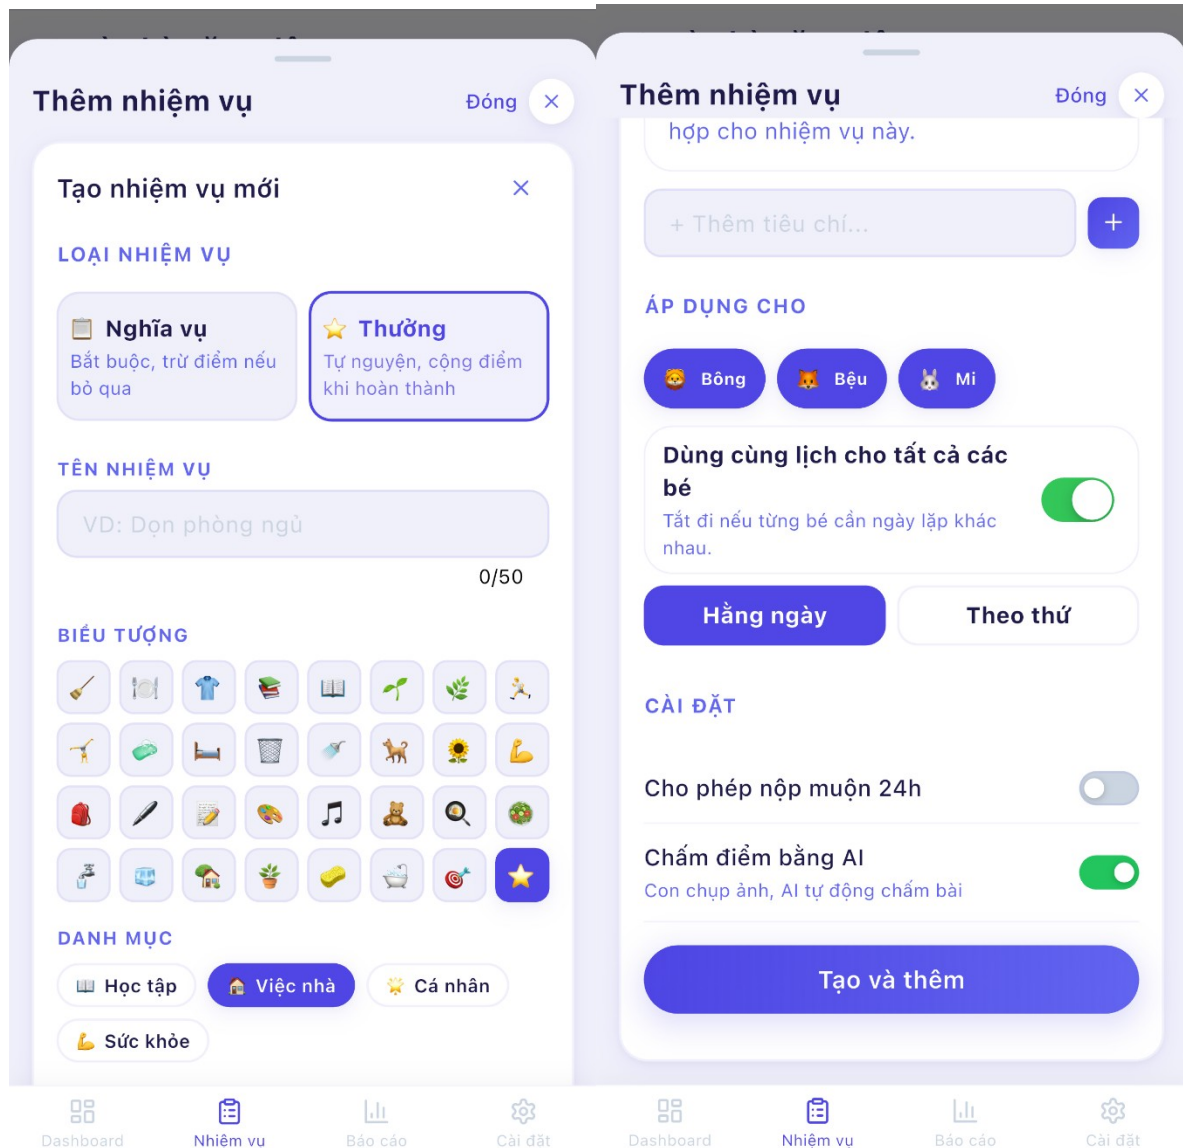 Thêm nhiệm vụ
Đóng
Tạo nhiệm vụ mới
LOẠI NHIỆM VỤ
Nghĩa vụ
Bắt buộc, trừ điểm nếu
bỏ qua
Thưởng
Tự nguyện, cộng điểm
khi hoàn thành
TÊN NHIỆM VỤ
VD: Dọn phòng ngủ
0/50
BIỂU TƯỢNG
DANH MỤC
Học tập
Việc nhà
Cá nhân
Sức khỏe
Dashboard
Nhiệm vụ
Báo cáo
Cài đặt
Thêm nhiệm vụ
Đóng
hợp cho nhiệm vụ này.
+ Thêm tiêu chí...
+
ÁP DỤNG CHO
Bông
Bệu
Mi
Dùng cùng lịch cho tất cả các
bé
Tắt đi nếu từng bé cần ngày lặp khác
nhau.
Hằng ngày
Theo thứ
CÀI ĐẶT
Cho phép nộp muộn 24h
Chấm điểm bằng AI
Con chụp ảnh, AI tự động chấm bài
Tạo và thêm
Dashboard
Nhiệm vụ
Báo cáo
Cài đặt